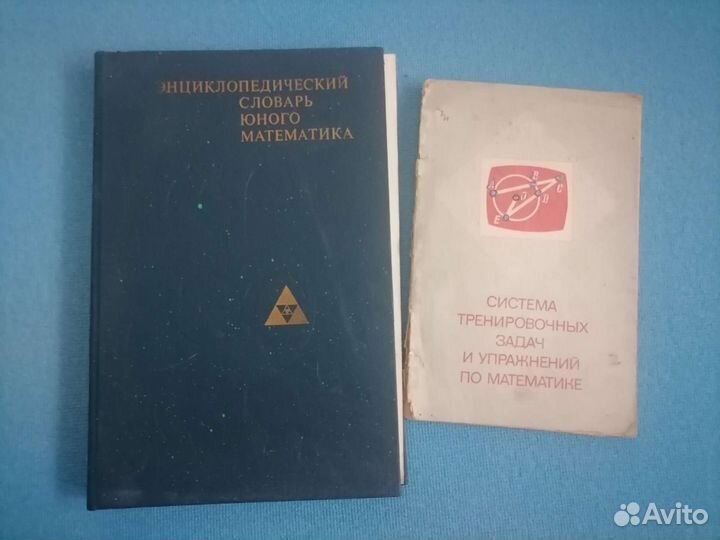 ЭНЦИКЛОПЕДИЧЕСКИЙ
СЛОВАРЬ
ЮНОГО
МАТЕМАТИКА
A
B
C
O
B
E
СИСТЕМА
ТРЕНИРОВОЧНЫХ
ЗАДАЧ
И УПРАЖНЕНИЙ
ПО МАТЕМАТИКЕ
Avito